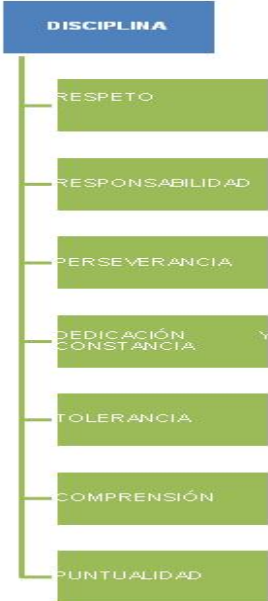 DISCIPLINA
RESPETO
RESPONSABILIDAD
PERSEVERANCIA
DEDICACIÓN Y
CONSTANCIA
TOLERANCIA
COMPRENSIÓN
PUNTUALIDAD